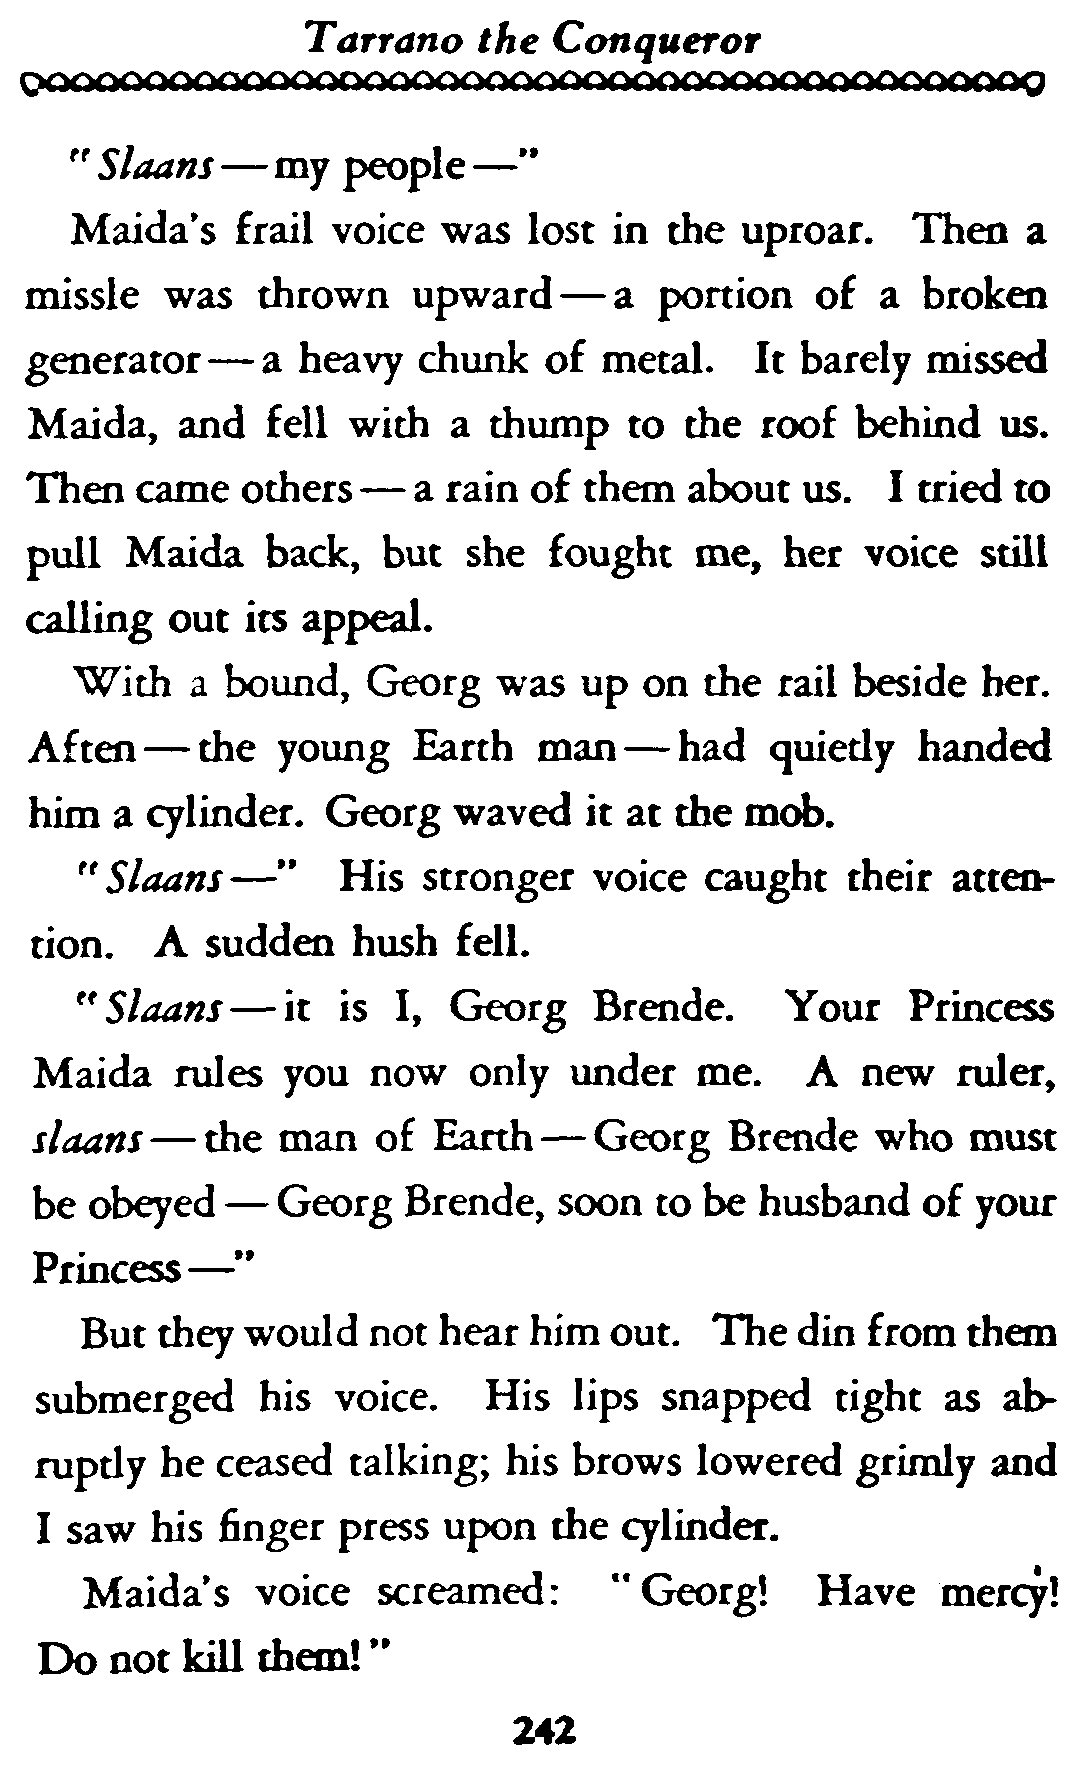 Tarrano the Conqueror
"Slaans—my people—"
Maida's frail voice was lost in the uproar. Then a
missle was thrown upward—a portion of a broken
generator—a heavy chunk of metal. It barely missed
Maida, and fell with a thump to the roof behind us.
Then came others—a rain of them about us. I tried to
pull Maida back, but she fought me, her voice still
calling out its appeal.
With a bound, Georg was up on the rail beside her.
Aften—the young Earth man—had quietly handed
him a cylinder. Georg waved it at the mob.
"Slaans—" His stronger voice caught their atten-
tion. A sudden hush fell.
"Slaans—it is I, Georg Brende. Your Princess
Maida rules you now only under me. A new ruler,
slaans—the man of Earth—Georg Brende who must
be obeyed—Georg Brende, soon to be husband of your
Princess—"
But they would not hear him out. The din from them
submerged his voice. His lips snapped tight as ab-
ruptly he ceased talking; his brows lowered grimly and
I saw his finger press upon the cylinder.
Maida's voice screamed: "Georg! Have mercy!
Do not kill them!"
242